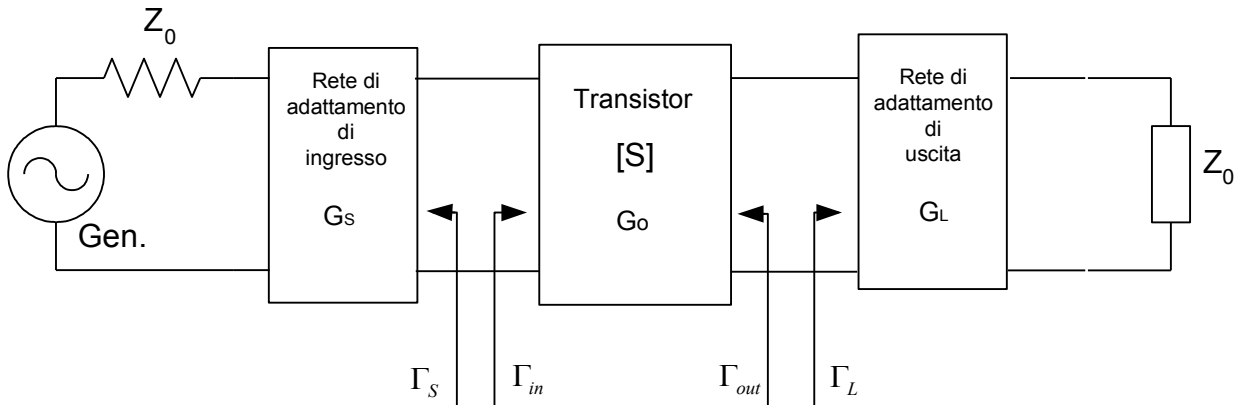 Z0
Gen.
Rete di
adattamento
di
ingresso
GS
Transistor
[S]
Go
Rete di
adattamento
di
uscita
GL
Z0
ΓS
Γin
Γout
ΓL